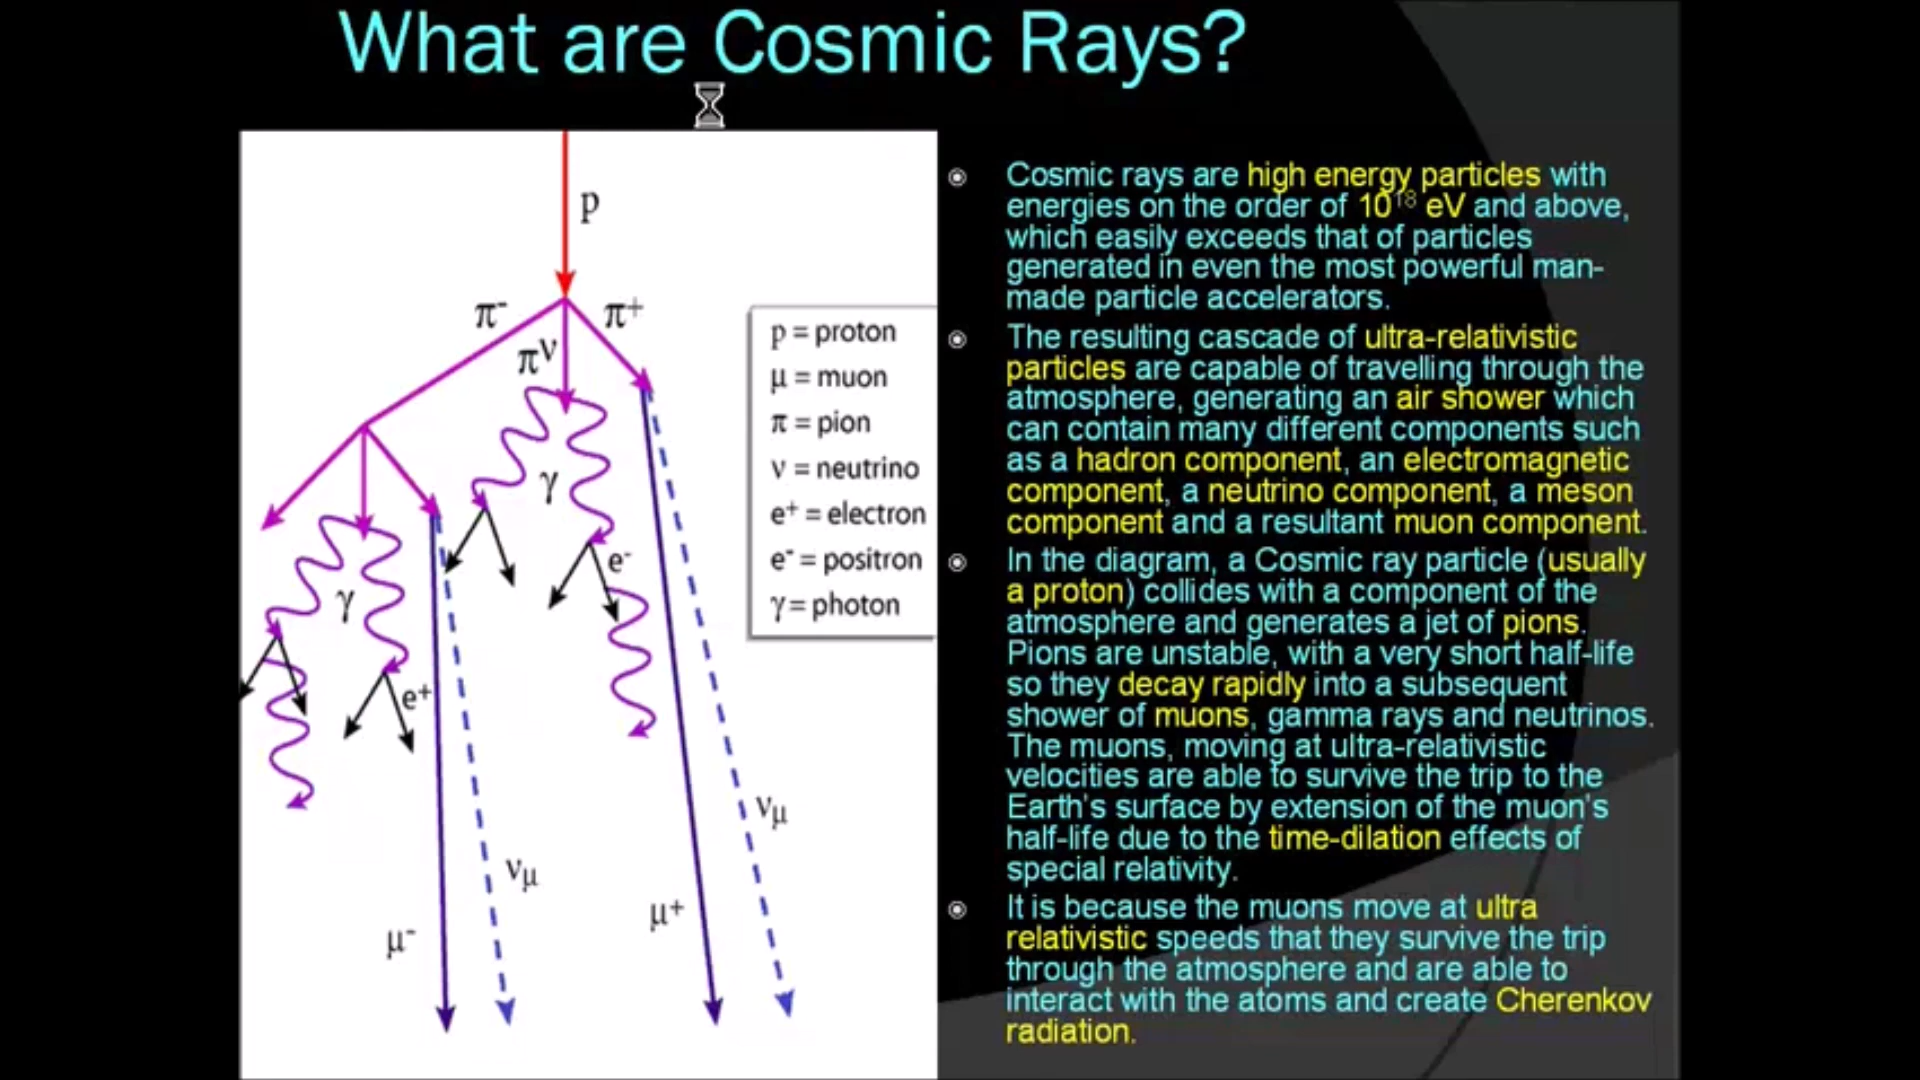 What are Cosmic Rays?
p
π⁻
π⁺
πν
γ
e⁻
γ
e⁺
νμ
νμ
μ⁺
μ⁻
p = proton
μ = muon
π = pion
ν = neutrino
e⁺ = electron
e⁻ = positron
γ = photon
Cosmic rays are high energy particles with
energies on the order of 10¹⁸ eV and above,
which easily exceeds that of particles
generated in even the most powerful man-
made particle accelerators.
The resulting cascade of ultra-relativistic
particles are capable of travelling through the
atmosphere, generating an air shower which
can contain many different components such
as a hadron component, an electromagnetic
component, a neutrino component, a meson
component and a resultant muon component.
In the diagram, a Cosmic ray particle (usually
a proton) collides with a component of the
atmosphere and generates a jet of pions.
Pions are unstable, with a very short half-life
so they decay rapidly into a subsequent
shower of muons, gamma rays and neutrinos.
The muons, moving at ultra-relativistic
velocities are able to survive the trip to the
Earth's surface by extension of the muon's
half-life due to the time-dilation effects of
special relativity.
It is because the muons move at ultra
relativistic speeds that they survive the trip
through the atmosphere and are able to
interact with the atoms and create Cherenkov
radiation.